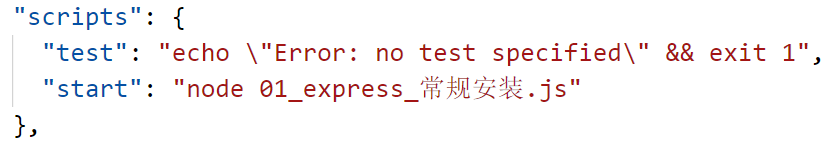 "scripts": {
"test": "echo \"Error: no test specified\" && exit 1",
"start": "node 01_express_常规安装.js"
},